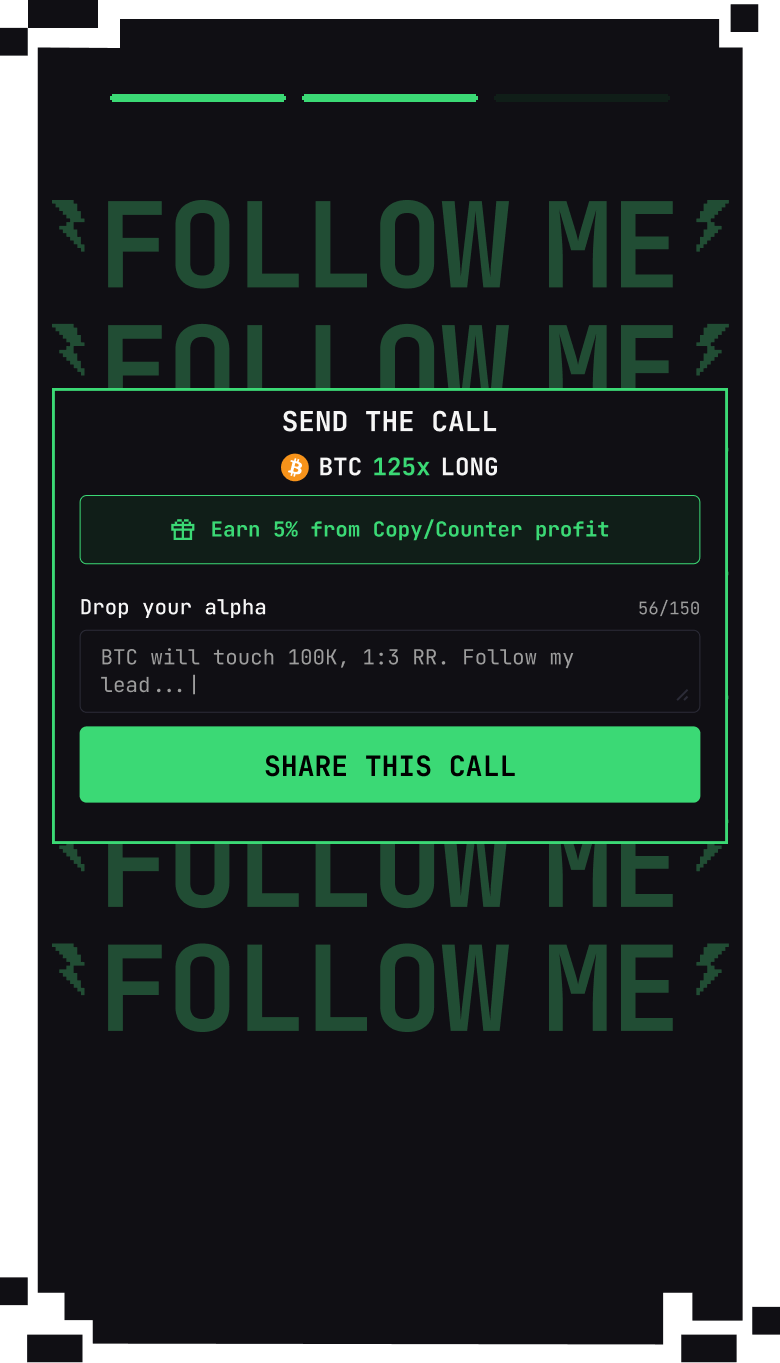 FOLLOW ME
FOLLOW ME
SEND THE CALL
BTC 125x LONG
Earn 5% from Copy/Counter profit
Drop your alpha 56/150
BTC will touch 100K, 1:3 RR. Follow my
lead...|
SHARE THIS CALL
FOLLOW ME
FOLLOW ME